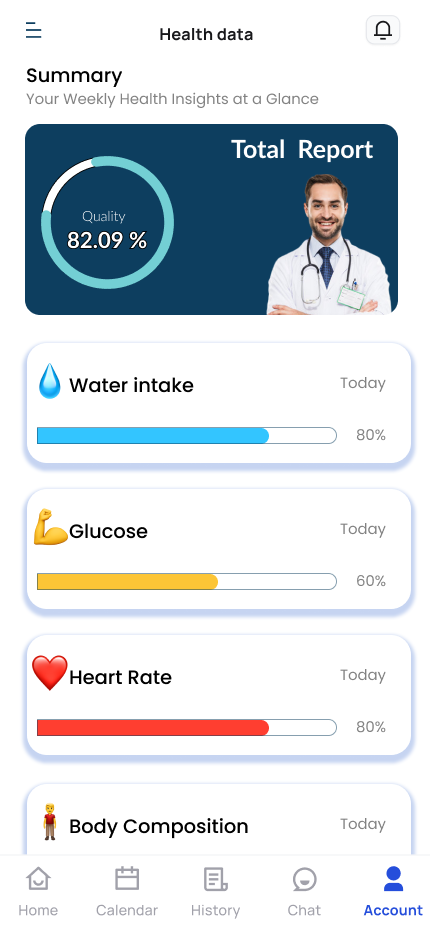 Health data
Summary
Your Weekly Health Insights at a Glance
Total Report
Quality
82.09 %
Water intake
Today
80%
Glucose
Today
60%
Heart Rate
Today
80%
Body Composition
Today
Home Calendar History Chat Account